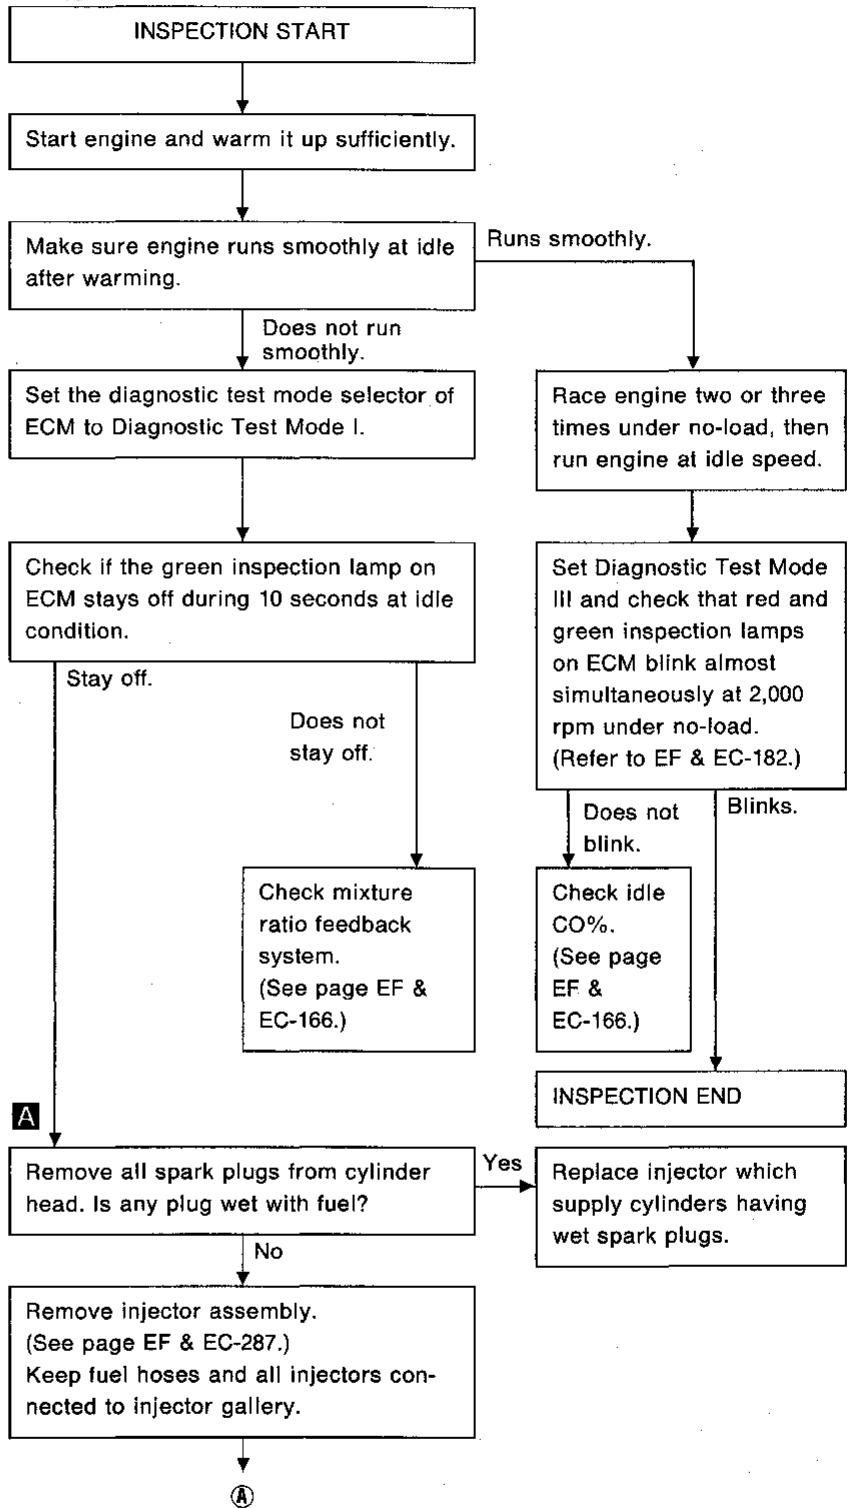 INSPECTION START
Start engine and warm it up sufficiently.
Make sure engine runs smoothly at idle
after warming.
Runs smoothly.
Does not run
smoothly.
Set the diagnostic test mode selector of
ECM to Diagnostic Test Mode I.
Race engine two or three
times under no-load, then
run engine at idle speed.
Check if the green inspection lamp on
ECM stays off during 10 seconds at idle
condition.
Set Diagnostic Test Mode
III and check that red and
green inspection lamps
on ECM blink almost
simultaneously at 2,000
rpm under no-load.
(Refer to EF & EC-182.)
Stay off.
Does not
stay off.
Does not
blink.
Blinks.
Check mixture
ratio feedback
system.
(See page EF &
EC-166.)
Check idle
CO%.
(See page
EF &
EC-166.)
INSPECTION END
A
Remove all spark plugs from cylinder
head. Is any plug wet with fuel?
Yes
Replace injector which
supply cylinders having
wet spark plugs.
No
Remove injector assembly.
(See page EF & EC-287.)
Keep fuel hoses and all injectors con-
nected to injector gallery.
A